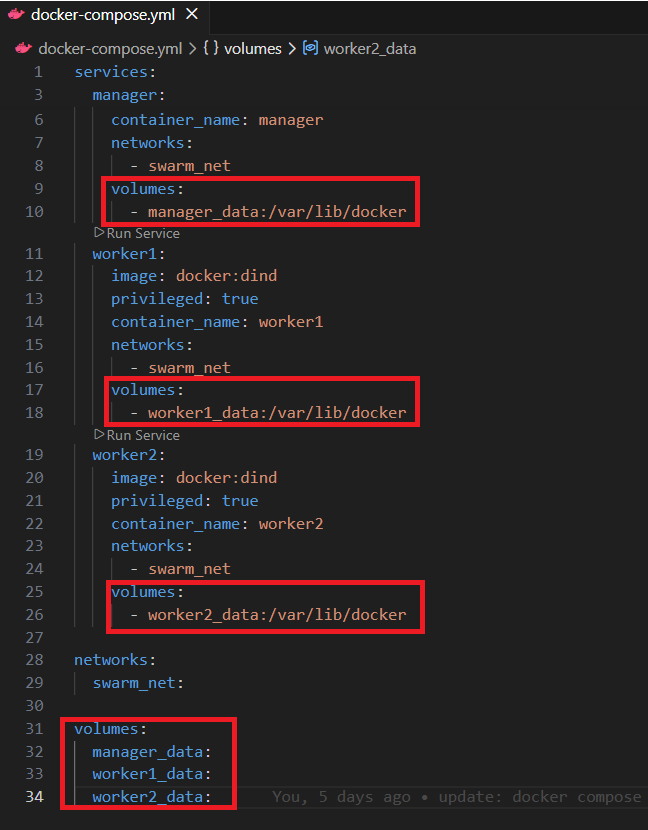 docker-compose.yml ×
docker-compose.yml > {} volumes > worker2_data
1 services:
3 manager:
6 container_name: manager
7 networks:
8 - swarm_net
9 volumes:
10 - manager_data:/var/lib/docker
▷Run Service
11 worker1:
12 image: docker:dind
13 privileged: true
14 container_name: worker1
15 networks:
16 - swarm_net
17 volumes:
18 - worker1_data:/var/lib/docker
▷Run Service
19 worker2:
20 image: docker:dind
21 privileged: true
22 container_name: worker2
23 networks:
24 - swarm_net
25 volumes:
26 - worker2_data:/var/lib/docker
27
28 networks:
29 swarm_net:
30
31 volumes:
32 manager_data:
33 worker1_data:
34 worker2_data: You, 5 days ago • update: docker compose